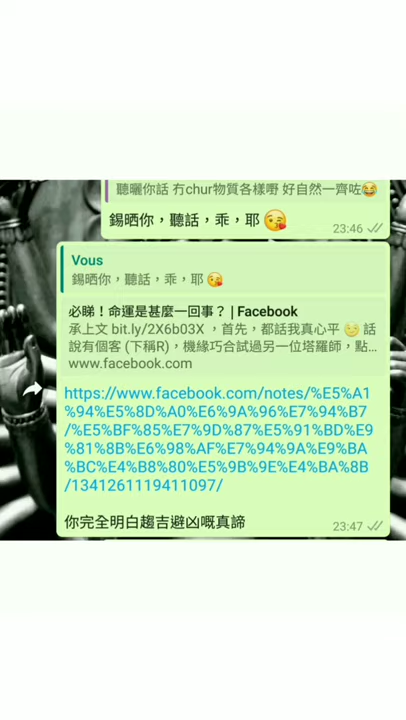 聽曬你話 冇chur物質各樣嘢 好自然一齊咗😂
錫晒你，聽話，乖，耶 😘
23:46
Vous
錫晒你，聽話，乖，耶 😘
必睇！命運是甚麼一回事？ | Facebook
承上文 bit.ly/2X6b03X ，首先，都話我真心平 😏 話
說有個客 (下稱R)，機緣巧合試過另一位塔羅師，點...
www.facebook.com
https://www.facebook.com/notes/%E5%A1
%94%E5%8D%A0%E6%9A%96%E7%94%B7
/%E5%BF%85%E7%9D%87%E5%91%BD%E9
%81%8B%E6%98%AF%E7%94%9A%E9%BA
%BC%E4%B8%80%E5%9B%9E%E4%BA%8B
/1341261119411097/
你完全明白趨吉避凶嘅真諦
23:47